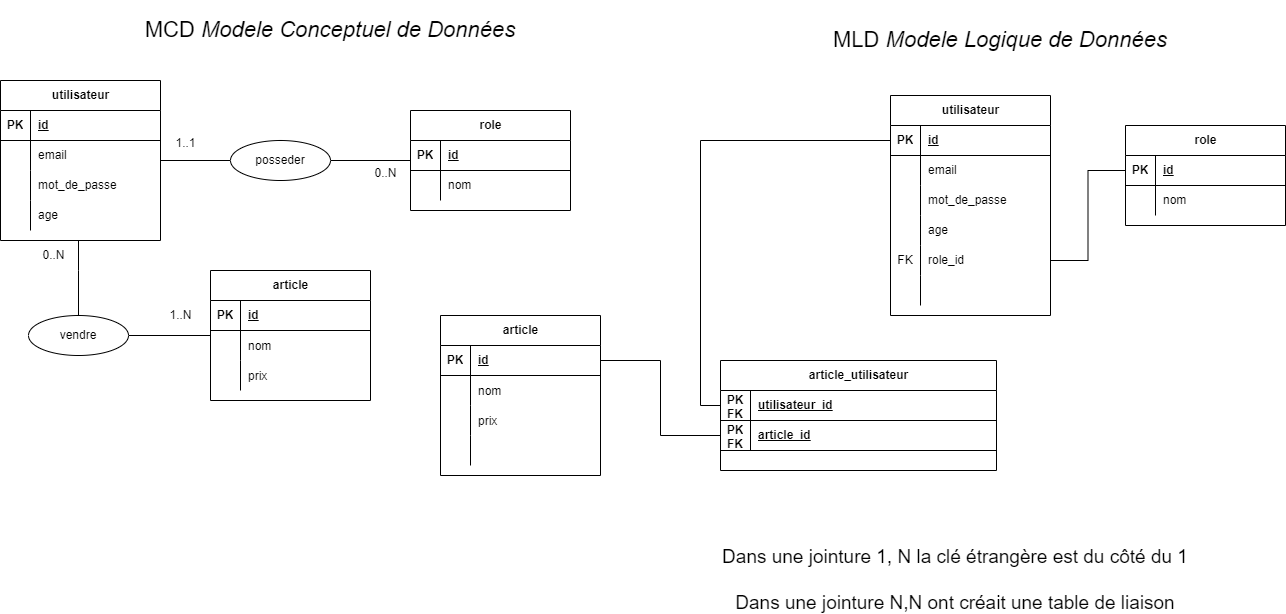 MCD Modele Conceptuel de Données
utilisateur
PK id
email
mot_de_passe
age
1..1
posseder
0..N
role
PK id
nom
0..N
vendre
1..N
article
PK id
nom
prix
MLD Modele Logique de Données
utilisateur
PK id
email
mot_de_passe
age
FK role_id
role
PK id
nom
article
PK id
nom
prix
article_utilisateur
PK
FK utilisateur_id
PK
FK article_id
Dans une jointure 1, N la clé étrangère est du côté du 1
Dans une jointure N,N ont créait une table de liaison